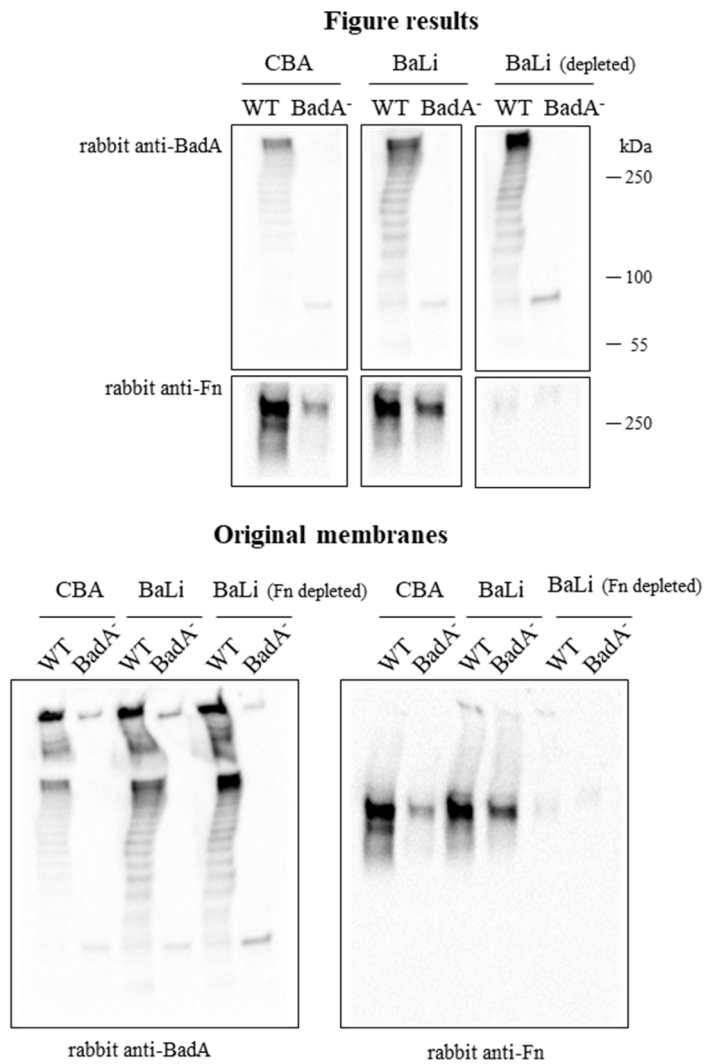 Figure results
CBA BaLi BaLi (depleted)
WT BadA- WT BadA- WT BadA-
rabbit anti-BadA kDa
250
100
55
rabbit anti-Fn
250
Original membranes
CBA BaLi BaLi (Fn depleted) CBA BaLi BaLi (Fn depleted)
WT BadA- WT BadA- WT BadA- WT BadA- WT BadA- WT BadA-
rabbit anti-BadA rabbit anti-Fn